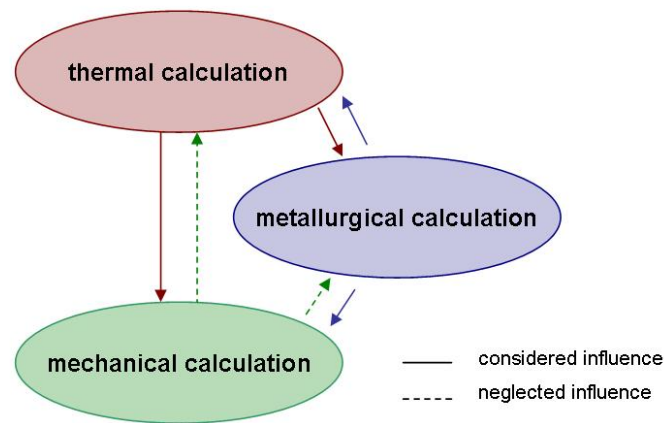 thermal calculation
metallurgical calculation
mechanical calculation
considered influence
neglected influence